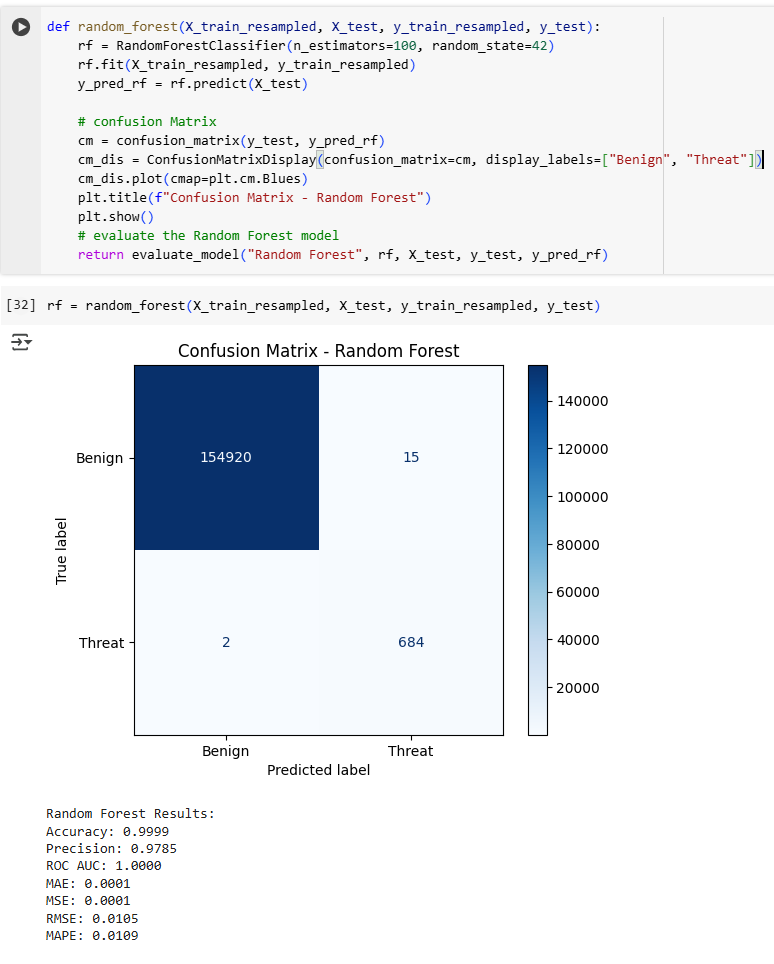 def random_forest(X_train_resampled, X_test, y_train_resampled, y_test):
    rf = RandomForestClassifier(n_estimators=100, random_state=42)
    rf.fit(X_train_resampled, y_train_resampled)
    y_pred_rf = rf.predict(X_test)
    # confusion Matrix
    cm = confusion_matrix(y_test, y_pred_rf)
    cm_dis = ConfusionMatrixDisplay(confusion_matrix=cm, display_labels=["Benign", "Threat"])
    cm_dis.plot(cmap=plt.cm.Blues)
    plt.title(f"Confusion Matrix - Random Forest")
    plt.show()
    # evaluate the Random Forest model
    return evaluate_model("Random Forest", rf, X_test, y_test, y_pred_rf)
[32] rf = random_forest(X_train_resampled, X_test, y_train_resampled, y_test)
Confusion Matrix - Random Forest
True label
Benign
154920
15
Threat
2
684
Benign
Threat
Predicted label
140000
120000
100000
80000
60000
40000
20000
Random Forest Results:
Accuracy: 0.9999
Precision: 0.9785
ROC AUC: 1.0000
MAE: 0.0001
MSE: 0.0001
RMSE: 0.0105
MAPE: 0.0109